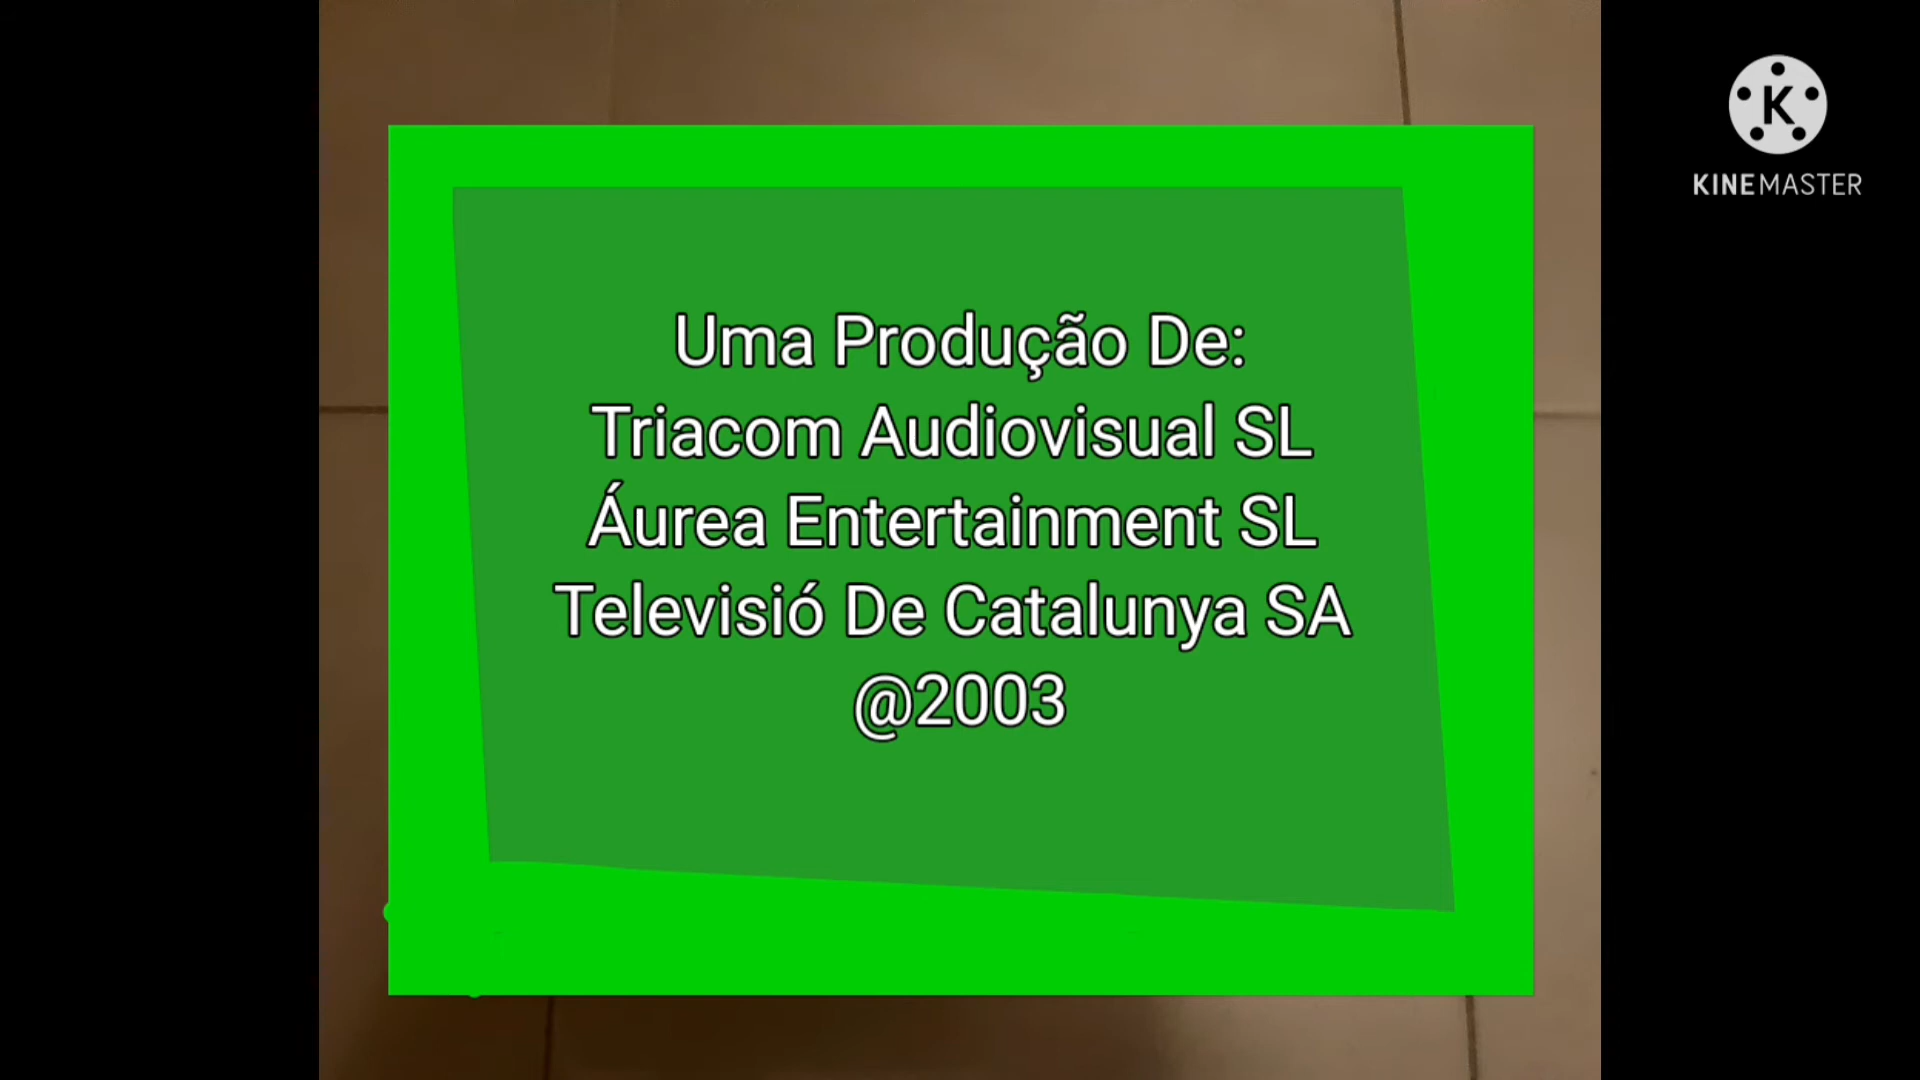 Uma Produção De:
Triacom Audiovisual SL
Áurea Entertainment SL
Televisió De Catalunya SA
@2003
K
KINEMASTER